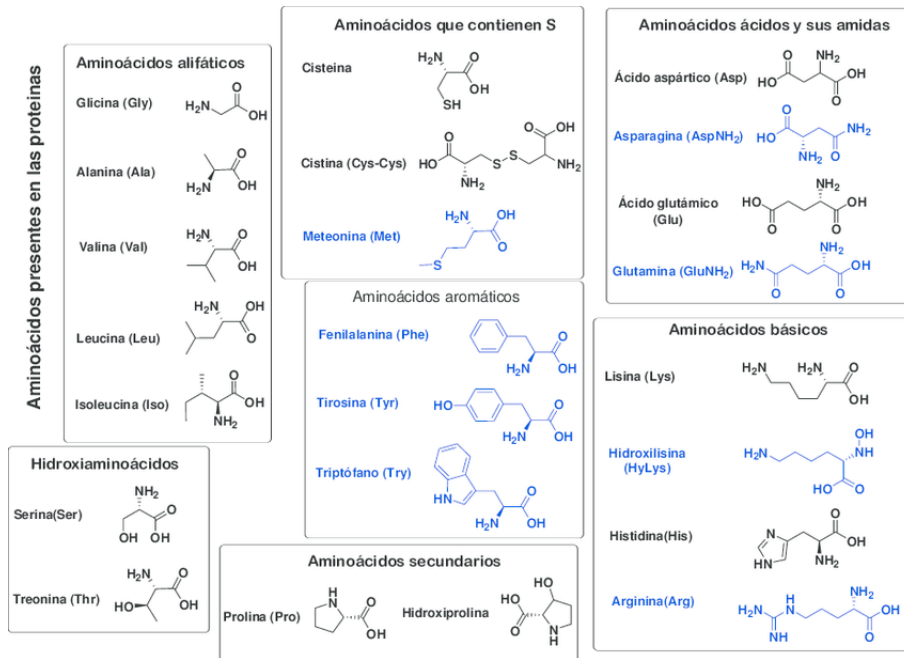 Aminoácidos presentes en las proteinas
Aminoácidos alifáticos
Glicina (Gly)
H₂N
O
OH
Alanina (Ala)
O
H₂N
OH
Valina (Val)
H₂N
O
OH
Leucina (Leu)
H₂N
OH
O
Isoleucina (Iso)
O
OH
NH₂
Aminoácidos que contienen S
Cisteina
H₂N
O
OH
SH
Cistina (Cys-Cys)
O
OH
O
HO
S
S
NH₂
NH₂
Meteonina (Met)
H₂N
OH
O
S
Aminoácidos ácidos y sus amidas
Ácido aspártico (Asp)
O
NH₂
HO
OH
O
Asparagina (AspNH₂)
O
HO
NH₂
NH₂
O
Ácido glutámico
(Glu)
NH₂
HO
OH
O
O
Glutamina (GluNH₂)
NH₂
H₂N
OH
O
O
Aminoácidos aromáticos
Fenilalanina (Phe)
O
H₂N
OH
Tirosina (Tyr)
HO
O
H₂N
OH
Triptófano (Try)
HN
O
H₂N
OH
Aminoácidos básicos
Lisina (Lys)
H₂N
H₂N
O
OH
Hidroxilisina
(HyLys)
OH
H₂N
NH
HO
O
Histidina(His)
N
O
OH
HN
NH₂
Arginina(Arg)
H
N
NH₂
H₂N
OH
NH
O
Hidroxiaminoácidos
Serina(Ser)
NH₂
O
OH
OH
Treonina (Thr)
H₂N
O
HO
OH
Aminoácidos secundarios
Prolina (Pro)
H
N
O
OH
Hidroxiprolina
HO
O
HO
N
H